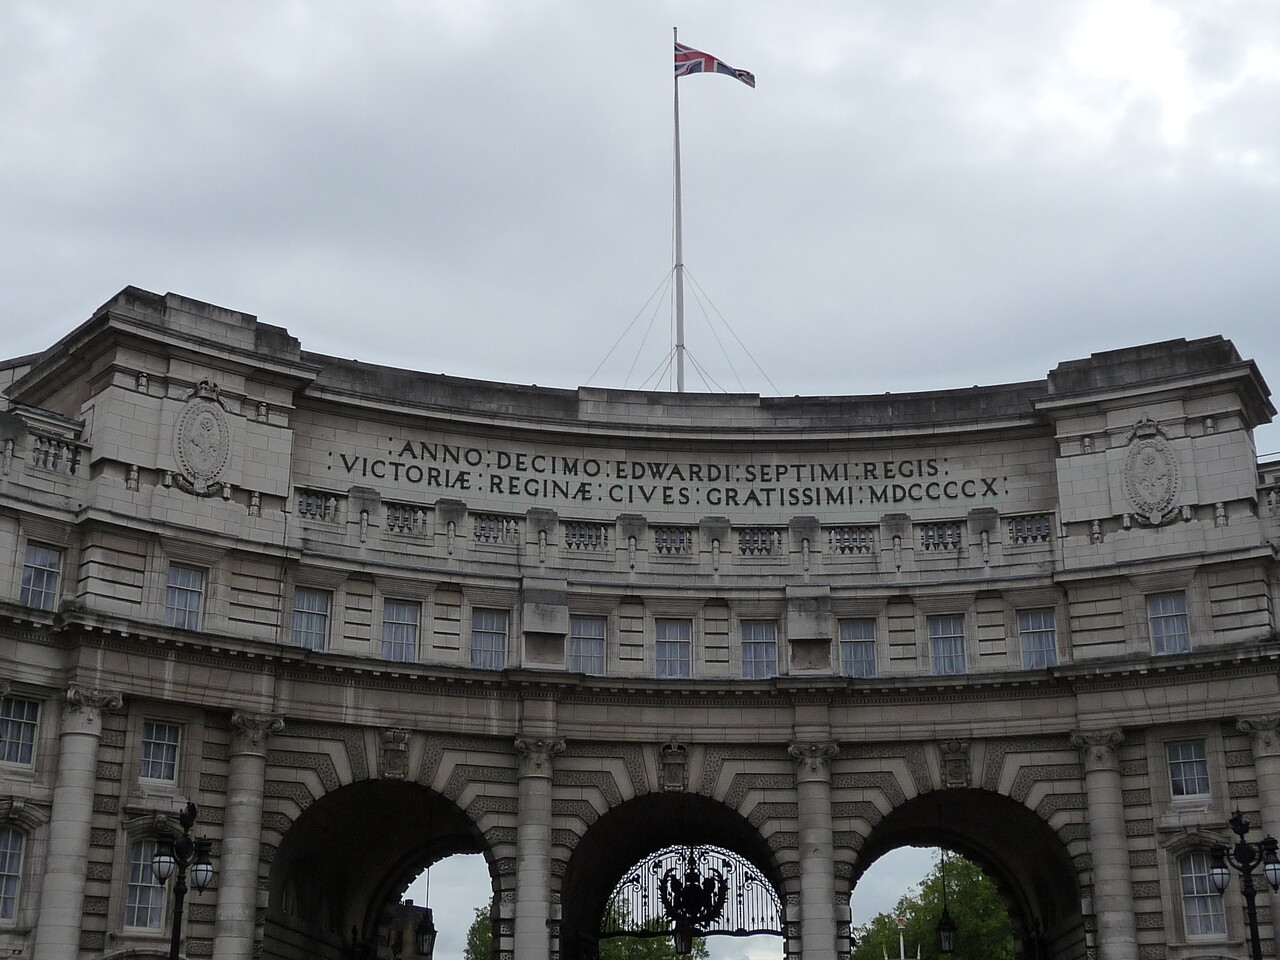 : ANNO : DECIMO : EDWARDI : SEPTIMI : REGIS :
: VICTORIÆ : REGINÆ : CIVES : GRATISSIMI : MDCCCCX :